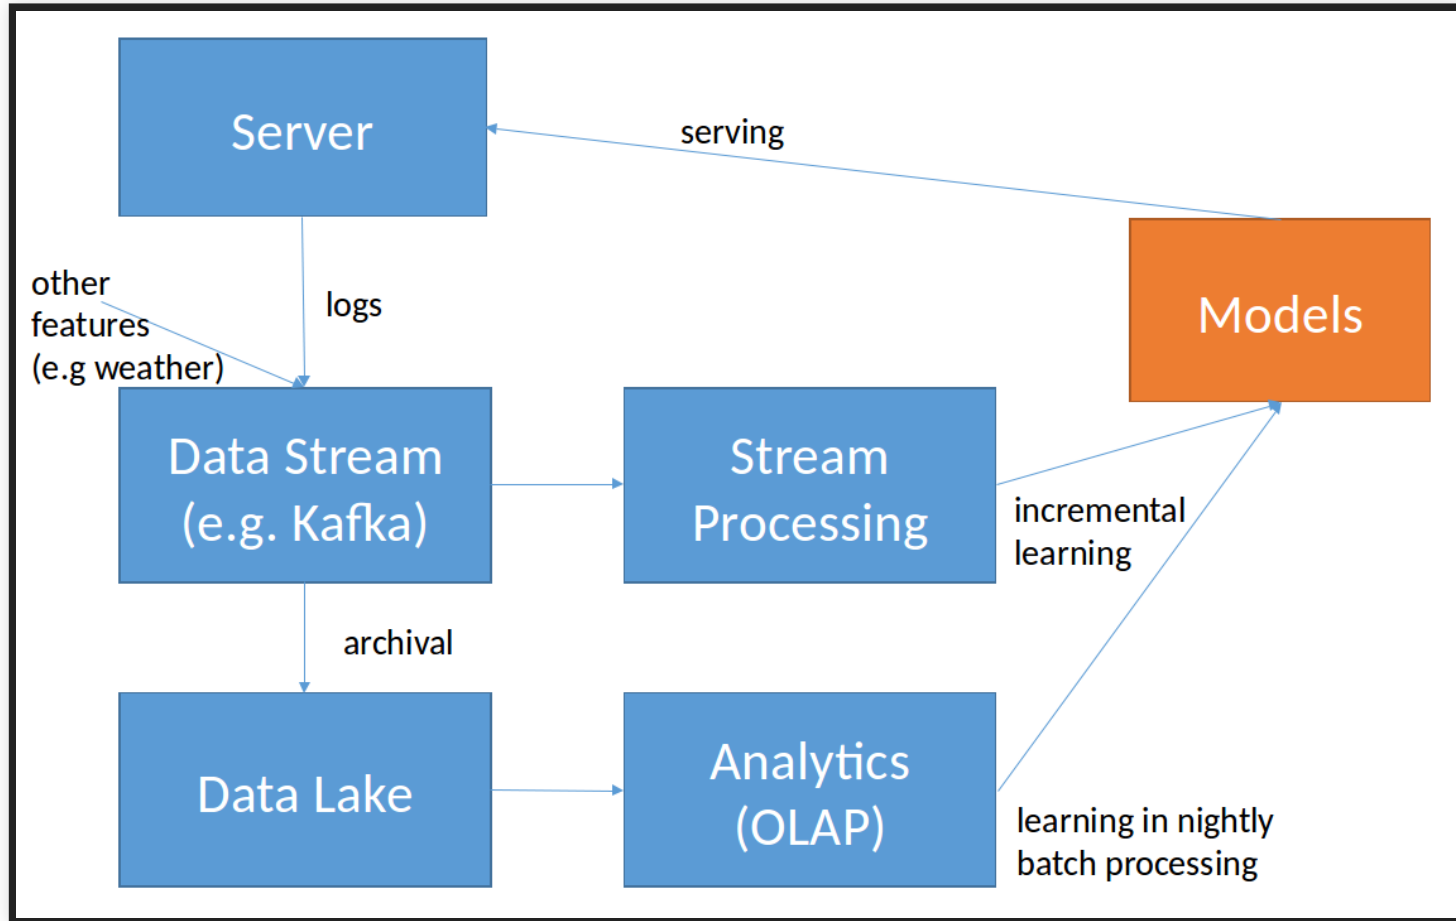 Server
serving
other
features
(e.g weather)
logs
Models
Data Stream
(e.g. Kafka)
Stream
Processing
incremental
learning
archival
Data Lake
Analytics
(OLAP)
learning in nightly
batch processing